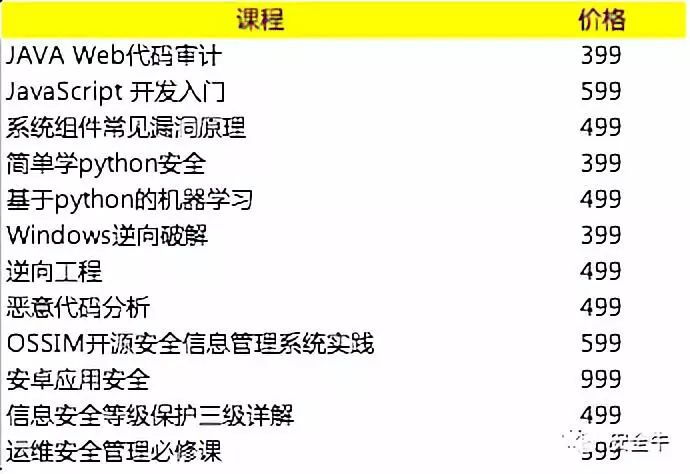 课程 价格
JAVA Web代码审计 399
JavaScript 开发入门 599
系统组件常见漏洞原理 499
简单学python安全 399
基于python的机器学习 499
Windows逆向破解 399
逆向工程 499
恶意代码分析 499
OSSIM开源安全信息管理系统实践 599
安卓应用安全 999
信息安全等级保护三级详解 499
安全牛
运维安全管理必修课 599